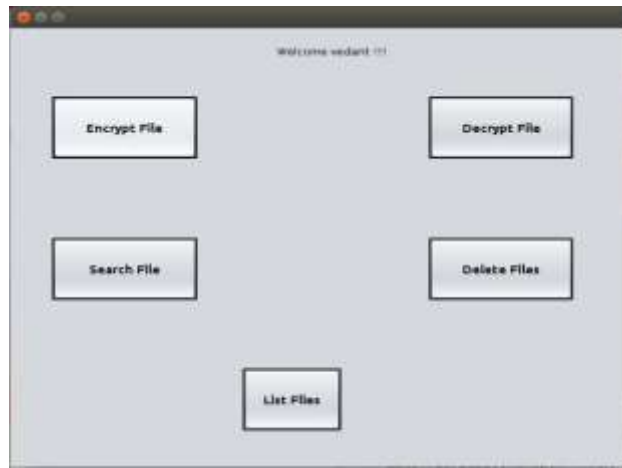 Welcome vedant !!!
Encrypt File
Decrypt File
Search File
Delete Files
List Files